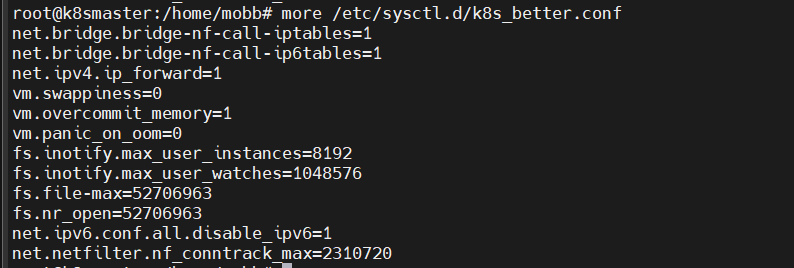 root@k8smaster:/home/mobb# more /etc/sysctl.d/k8s_better.conf
net.bridge.bridge-nf-call-iptables=1
net.bridge.bridge-nf-call-ip6tables=1
net.ipv4.ip_forward=1
vm.swappiness=0
vm.overcommit_memory=1
vm.panic_on_oom=0
fs.inotify.max_user_instances=8192
fs.inotify.max_user_watches=1048576
fs.file-max=52706963
fs.nr_open=52706963
net.ipv6.conf.all.disable_ipv6=1
net.netfilter.nf_conntrack_max=2310720